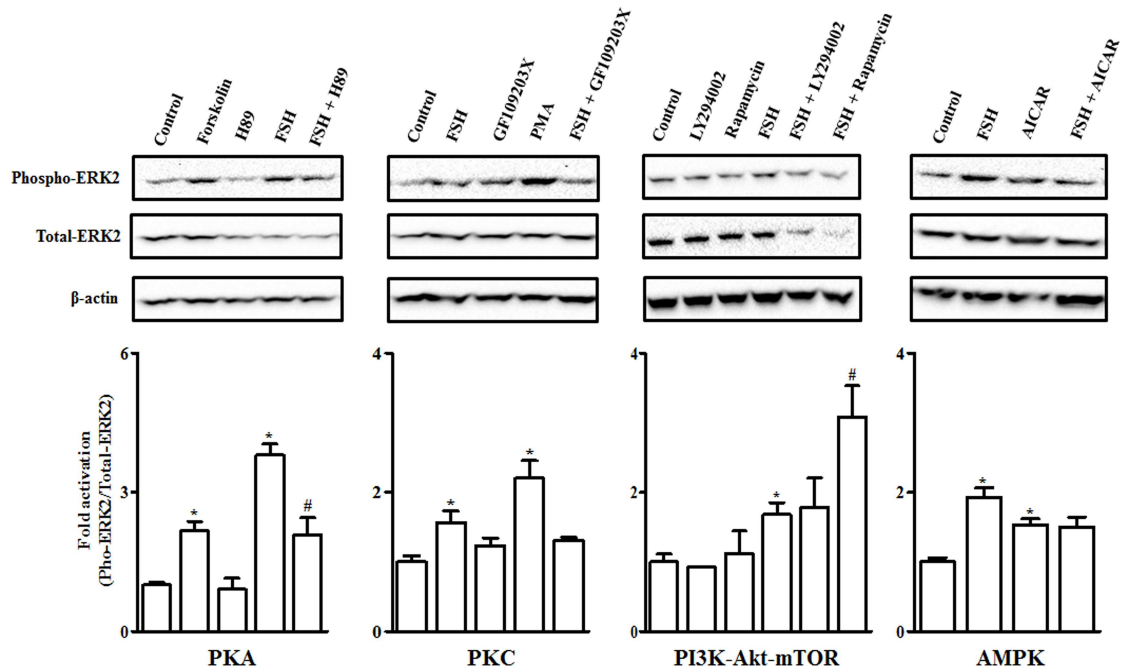 Control
Forskolin
H89
FSH
FSH + H89
Control
FSH
GF109203X
PMA
FSH + GF109203X
Control
LY294002
Rapamycin
FSH
FSH + LY294002
FSH + Rapamycin
Control
FSH
AICAR
FSH + AICAR
Phospho-ERK2
Total-ERK2
β-actin
Fold activation
(Pho-ERK2/Total-ERK2)
6
3
0
*
*
#
PKA
4
2
0
*
*
PKC
4
2
0
*
#
PI3K-Akt-mTOR
4
2
0
*
*
AMPK